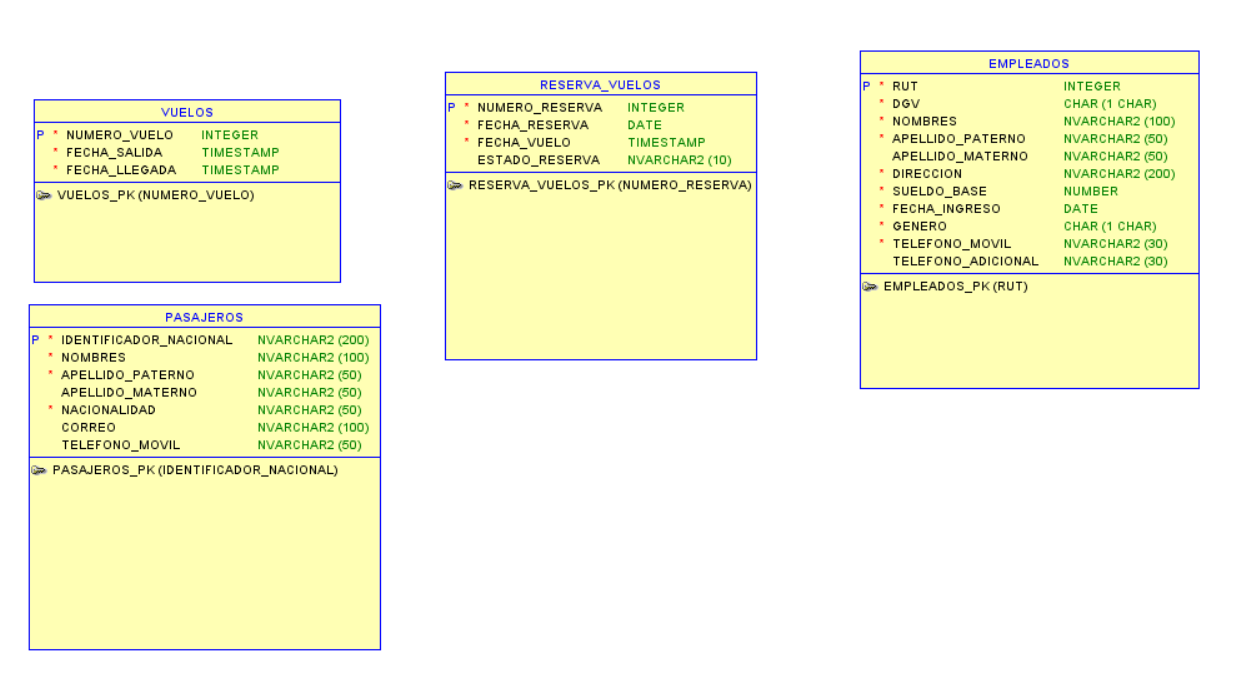 VUELOS
P * NUMERO_VUELO INTEGER
* FECHA_SALIDA TIMESTAMP
* FECHA_LLEGADA TIMESTAMP
VUELOS_PK (NUMERO_VUELO)
PASAJEROS
P * IDENTIFICADOR_NACIONAL NVARCHAR2 (200)
* NOMBRES NVARCHAR2 (100)
* APELLIDO_PATERNO NVARCHAR2 (50)
APELLIDO_MATERNO NVARCHAR2 (50)
* NACIONALIDAD NVARCHAR2 (50)
CORREO NVARCHAR2 (100)
TELEFONO_MOVIL NVARCHAR2 (50)
PASAJEROS_PK (IDENTIFICADOR_NACIONAL)
RESERVA_VUELOS
P * NUMERO_RESERVA INTEGER
* FECHA_RESERVA DATE
* FECHA_VUELO TIMESTAMP
ESTADO_RESERVA NVARCHAR2 (10)
RESERVA_VUELOS_PK (NUMERO_RESERVA)
EMPLEADOS
P * RUT INTEGER
* DGV CHAR (1 CHAR)
* NOMBRES NVARCHAR2 (100)
* APELLIDO_PATERNO NVARCHAR2 (50)
APELLIDO_MATERNO NVARCHAR2 (50)
* DIRECCION NVARCHAR2 (200)
* SUELDO_BASE NUMBER
* FECHA_INGRESO DATE
* GENERO CHAR (1 CHAR)
* TELEFONO_MOVIL NVARCHAR2 (30)
TELEFONO_ADICIONAL NVARCHAR2 (30)
EMPLEADOS_PK (RUT)